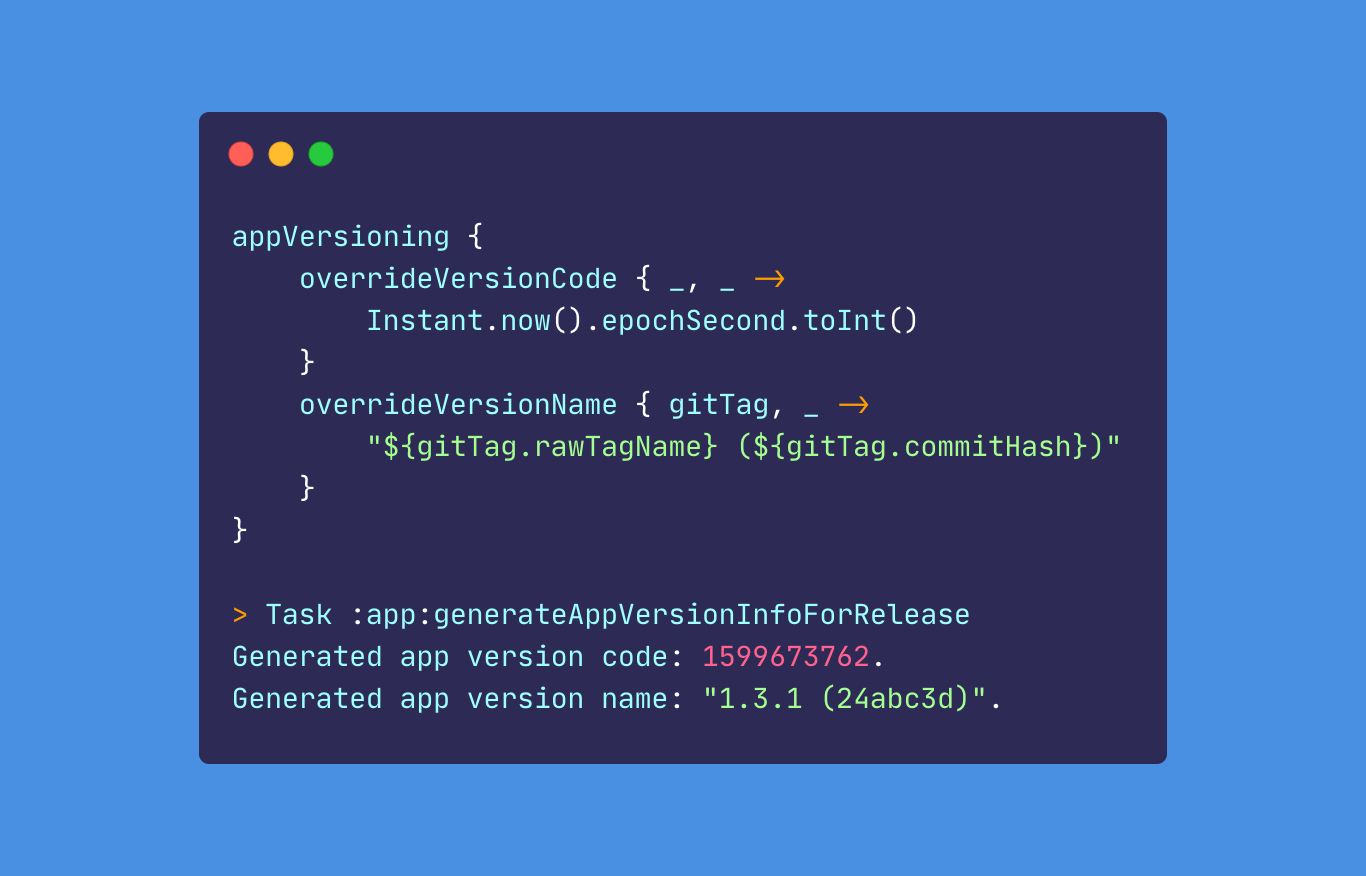 appVersioning {
    overrideVersionCode { _, _ ->
        Instant.now().epochSecond.toInt()
    }
    overrideVersionName { gitTag, _ ->
        "${gitTag.rawTagName} (${gitTag.commitHash})"
    }
}

> Task :app:generateAppVersionInfoForRelease
Generated app version code: 1599673762.
Generated app version name: "1.3.1 (24abc3d)".